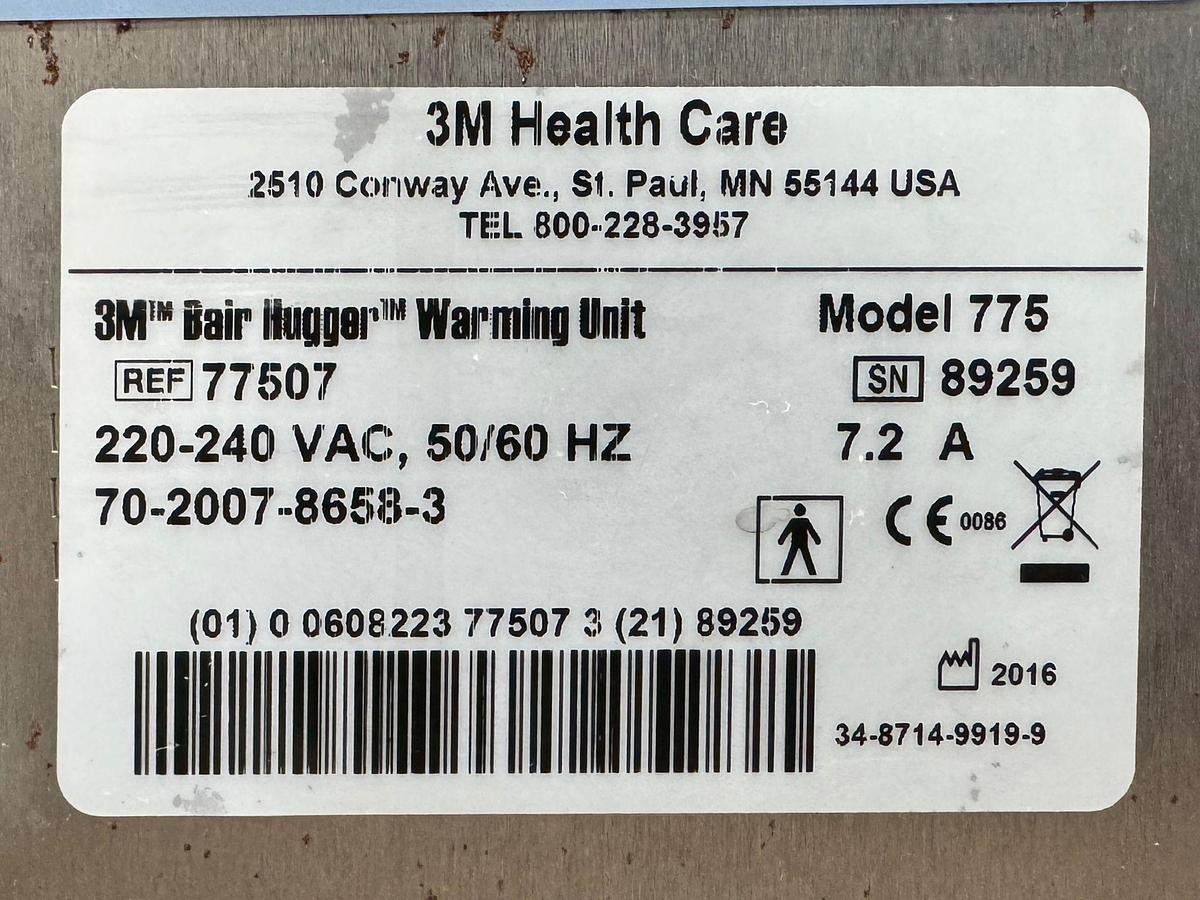 3M Health Care
2510 Conway Ave., St. Paul, MN 55144 USA
TEL 800-228-3957
3M™ Bair Hugger™ Warming Unit Model 775
REF 77507 SN 89259
220-240 VAC, 50/60 HZ 7.2 A
70-2007-8658-3
CE 0086
(01) 0 0608223 77507 3 (21) 89259
2016
34-8714-9919-9